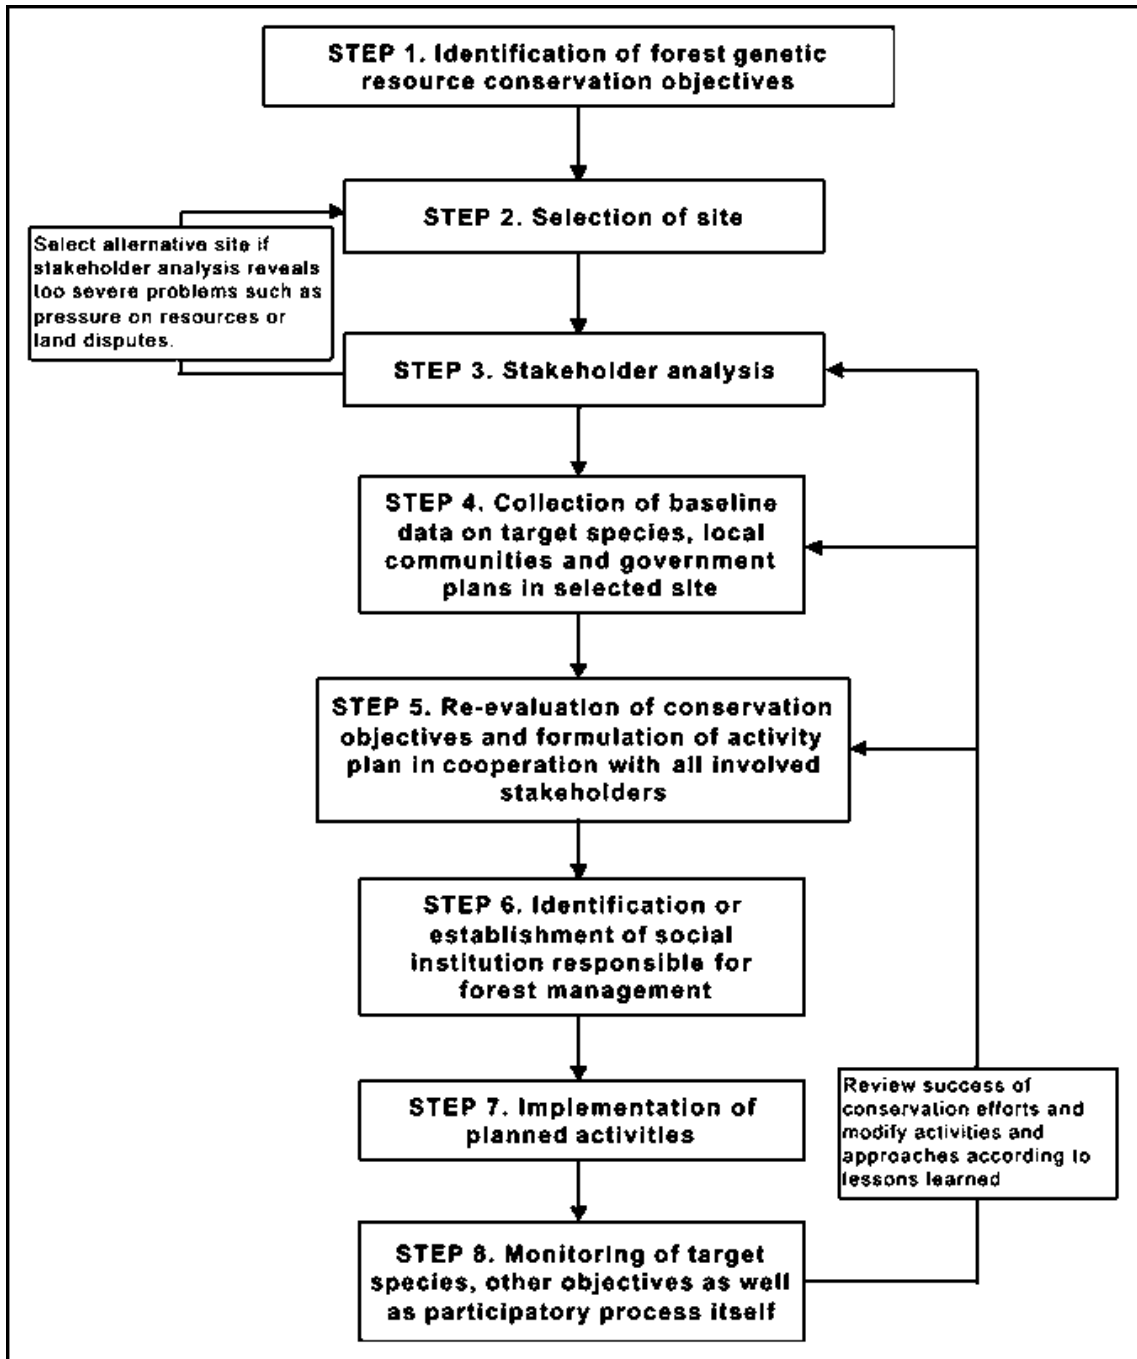 STEP 1. Identification of forest genetic
resource conservation objectives
STEP 2. Selection of site
Select alternative site if
stakeholder analysis reveals
too severe problems such as
pressure on resources or
land disputes.
STEP 3. Stakeholder analysis
STEP 4. Collection of baseline
data on target species, local
communities and government
plans in selected site
STEP 5. Re-evaluation of conservation
objectives and formulation of activity
plan in cooperation with all involved
stakeholders
STEP 6. Identification or
establishment of social
institution responsible for
forest management
STEP 7. Implementation of
planned activities
Review success of
conservation efforts and
modify activities and
approaches according to
lessons learned
STEP 8. Monitoring of target
species, other objectives as well
as participatory process itself